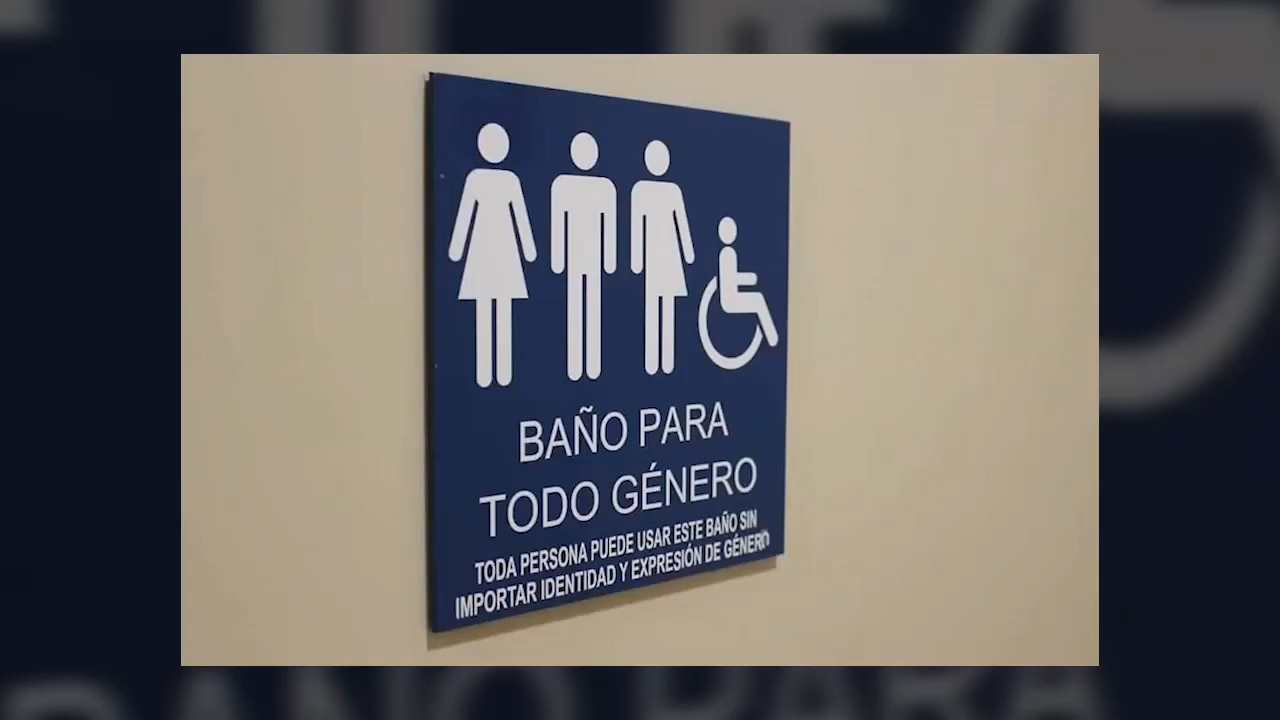 BAÑO PARA
TODO GÉNERO
TODA PERSONA PUEDE USAR ESTE BAÑO SIN
IMPORTAR IDENTIDAD Y EXPRESIÓN DE GÉNERO